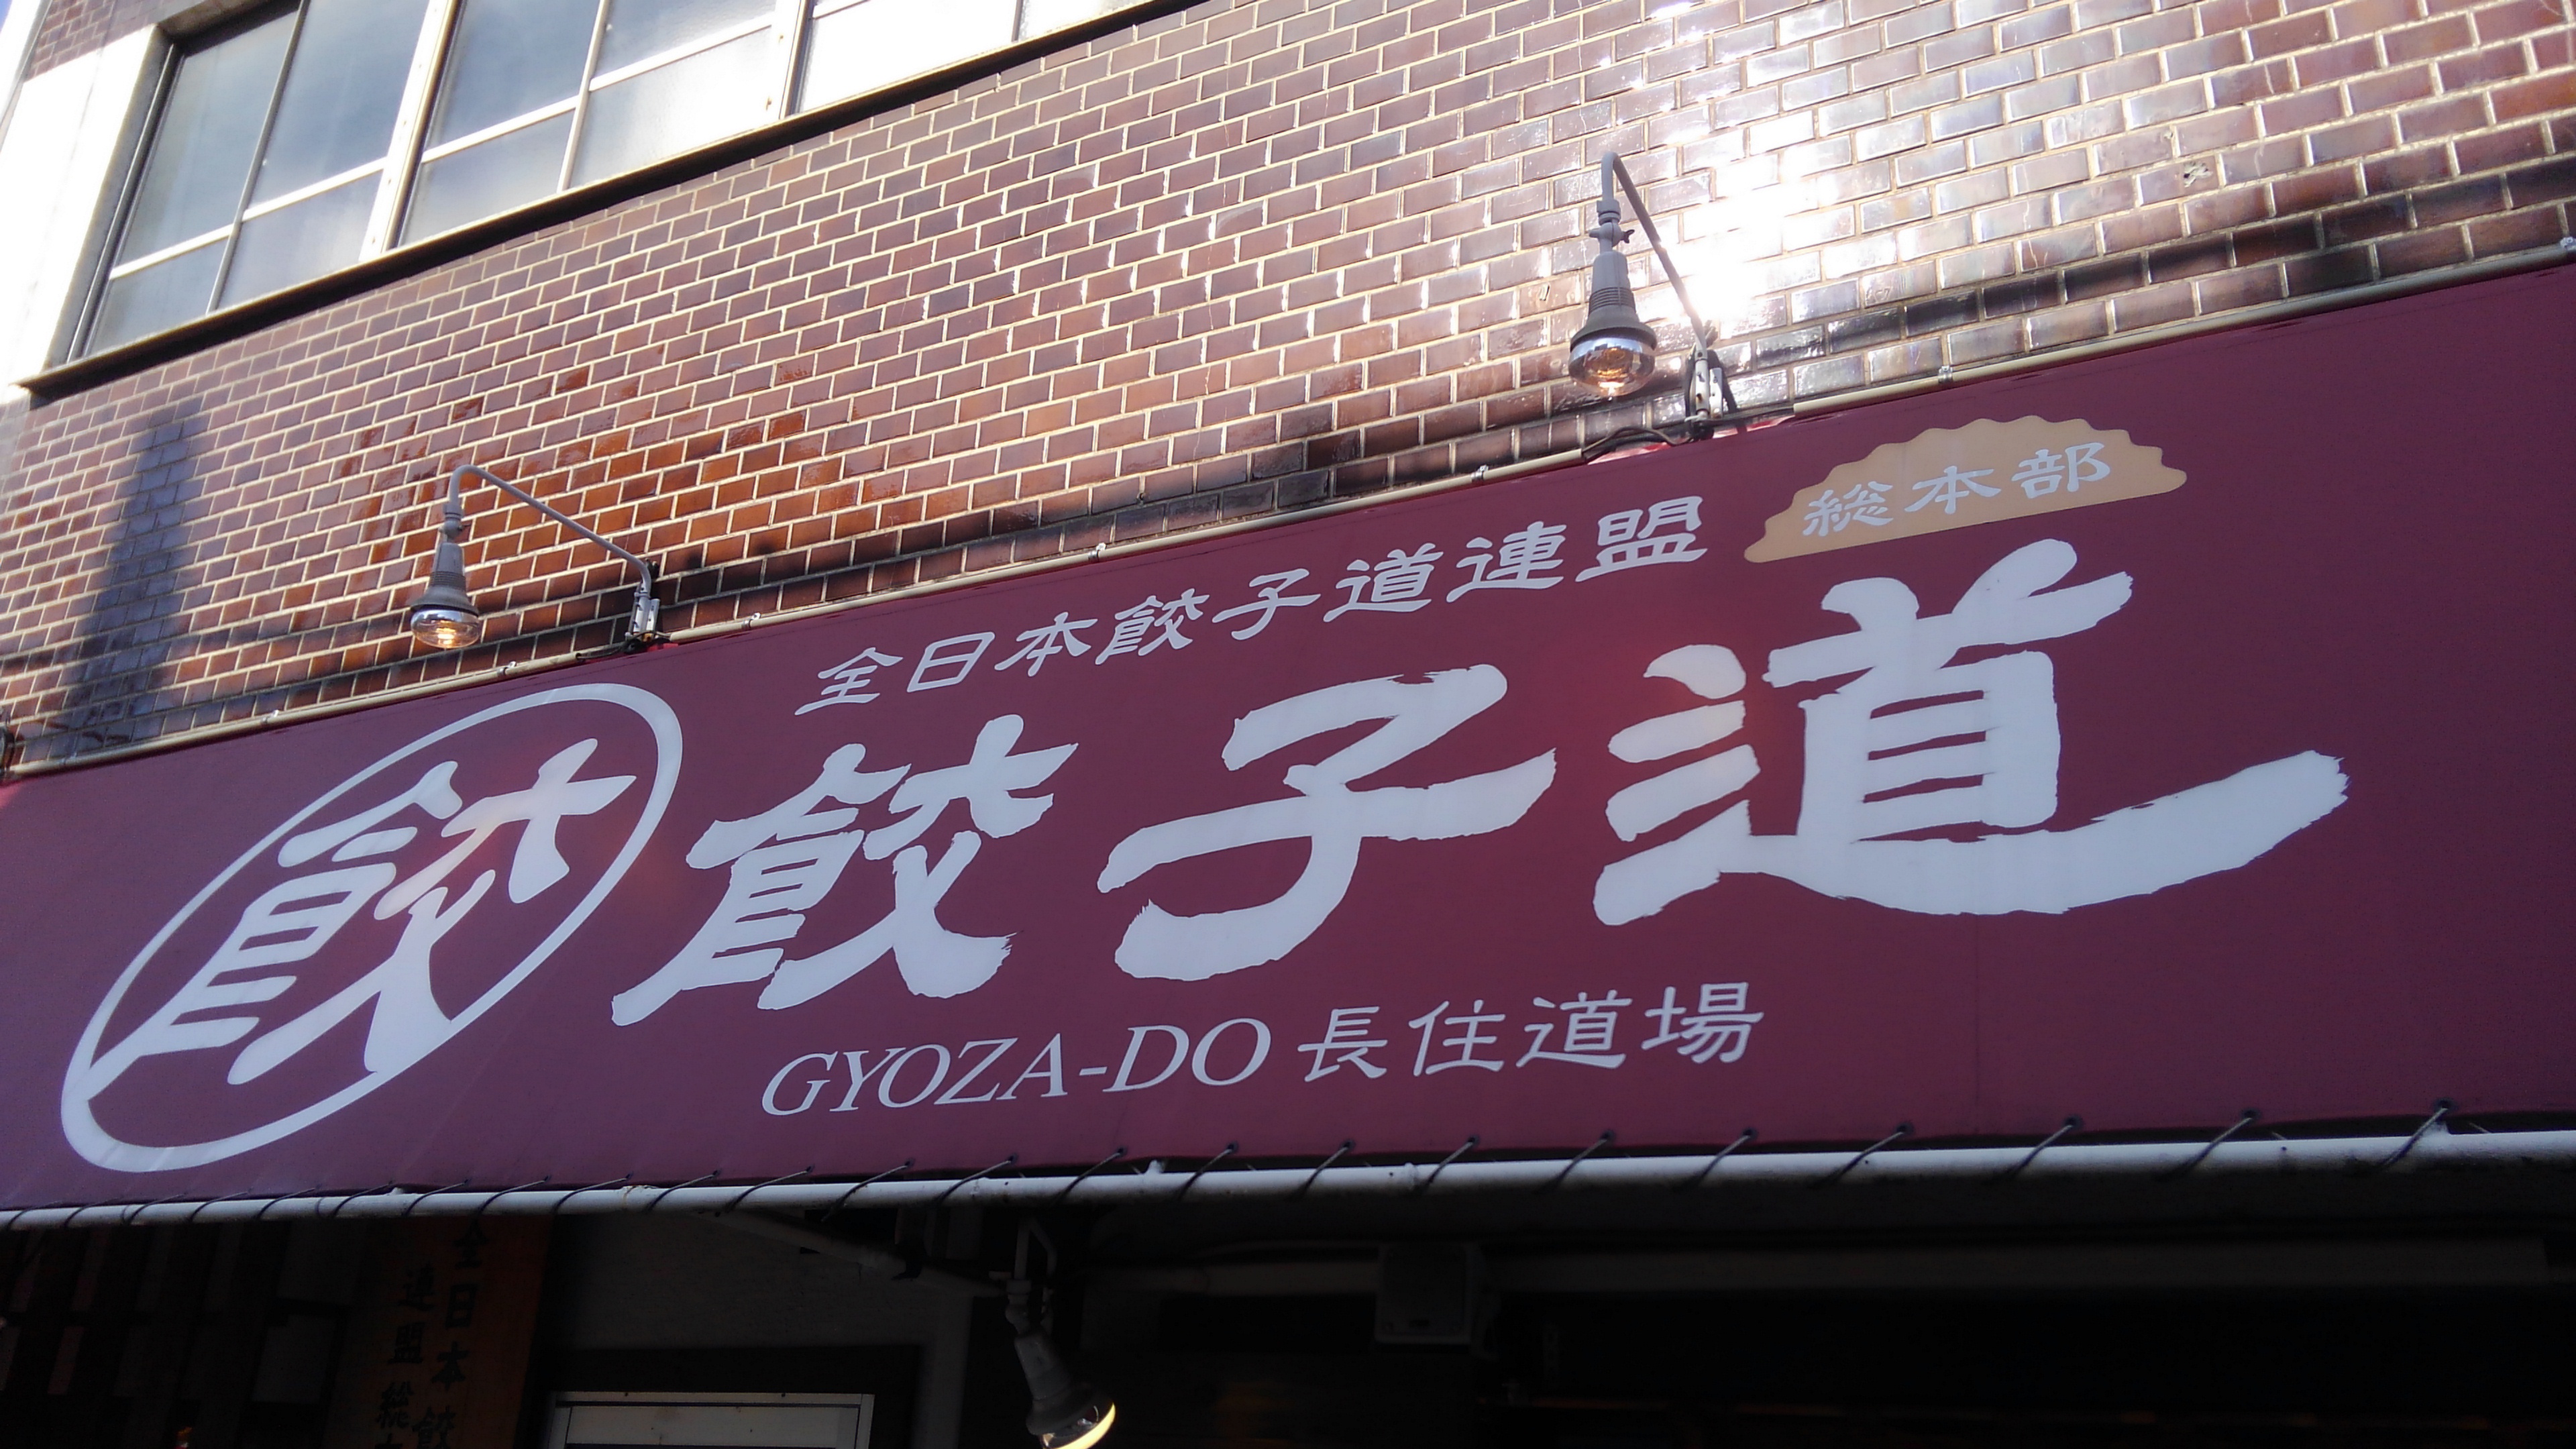 総本部
全日本餃子道連盟
餃
餃子道
GYOZA-DO 長住道場
全日本餃
連盟総